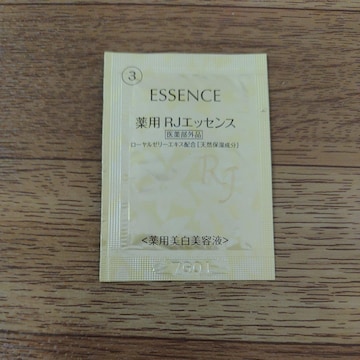 ③
ESSENCE
薬用 RJエッセンス
医薬部外品
ローヤルゼリーエキス配合［天然保湿成分］
RJ
<薬用美白美容液>